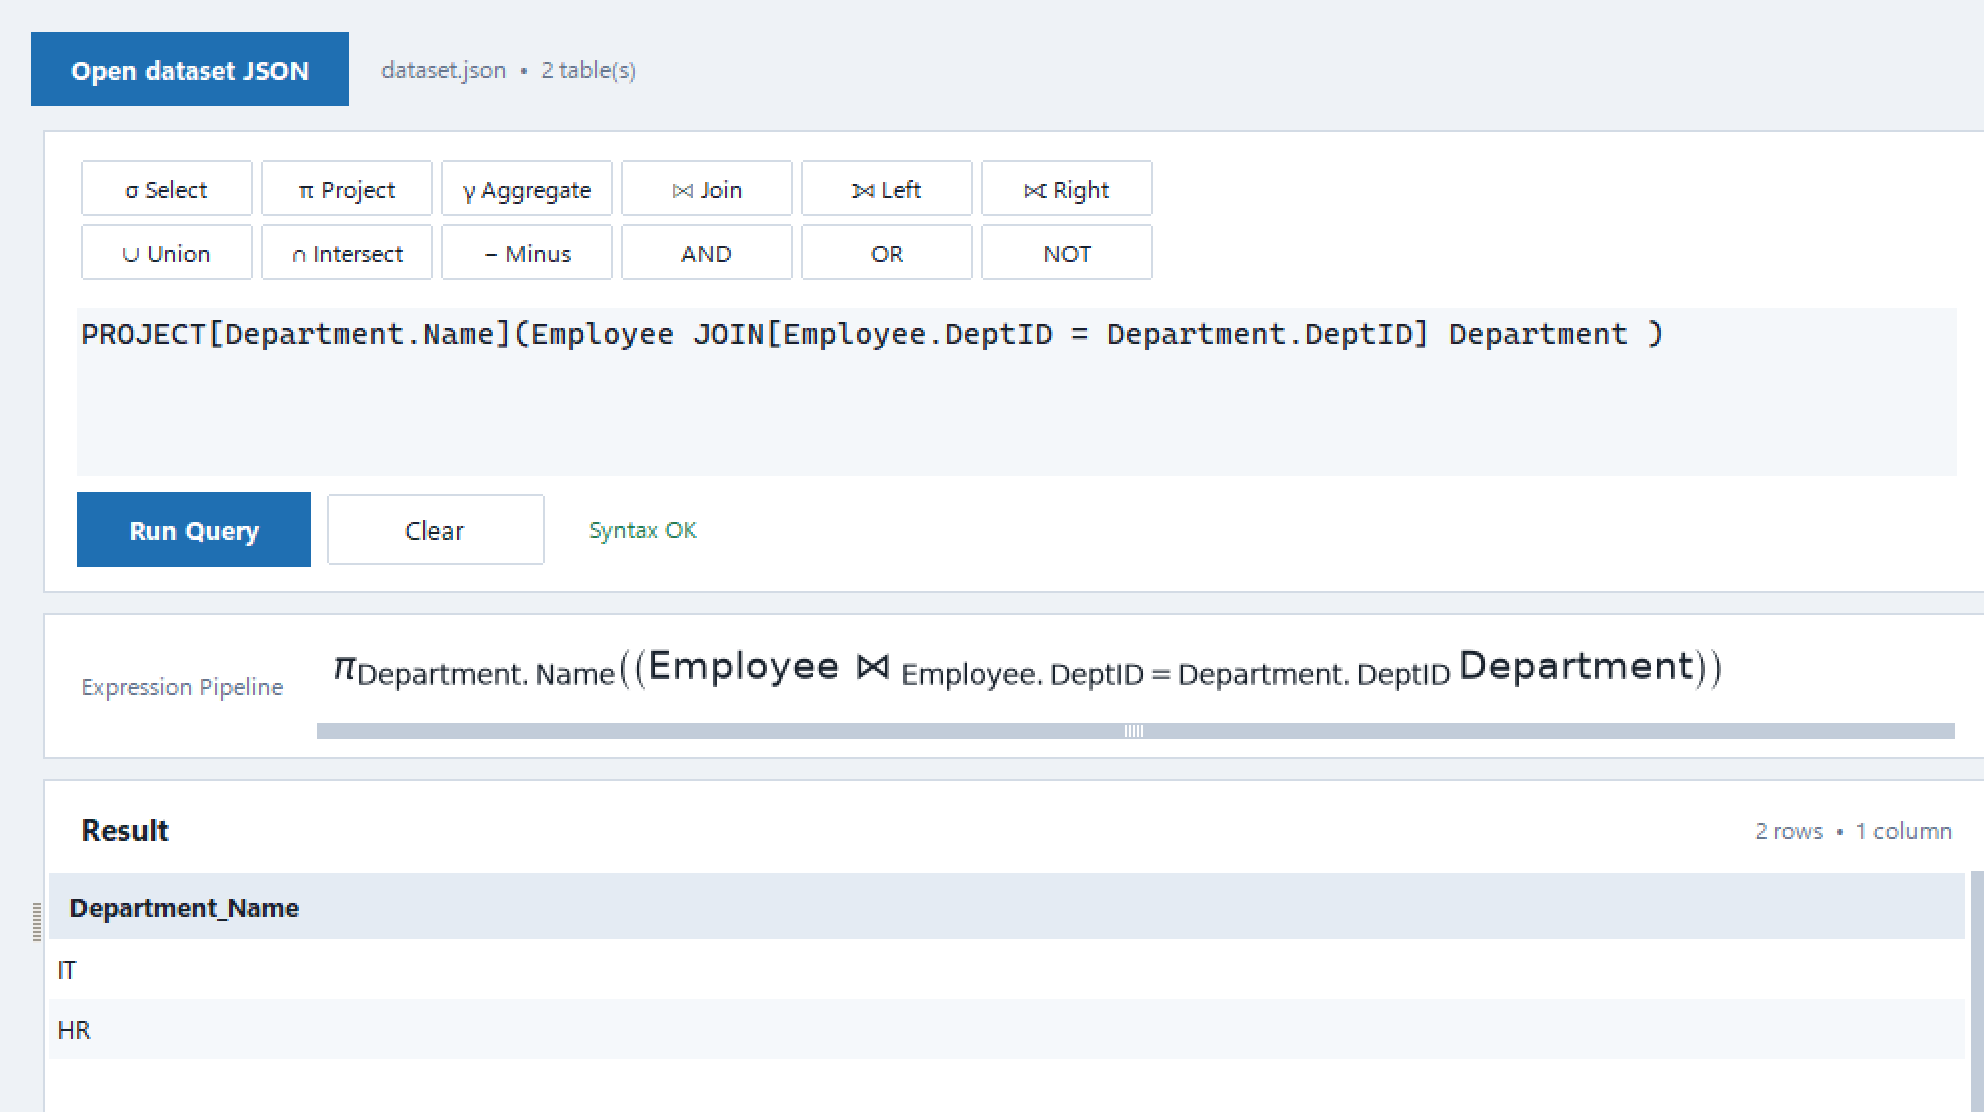 Open dataset JSON dataset.json • 2 table(s)
σ Select π Project γ Aggregate ⋈ Join ⟕ Left ⟖ Right
∪ Union ∩ Intersect − Minus AND OR NOT
PROJECT[Department.Name](Employee JOIN[Employee.DeptID = Department.DeptID] Department )
Run Query Clear Syntax OK
Expression Pipeline πDepartment. Name((Employee ⋈ Employee. DeptID = Department. DeptID Department))
Result 2 rows • 1 column
Department_Name
IT
HR